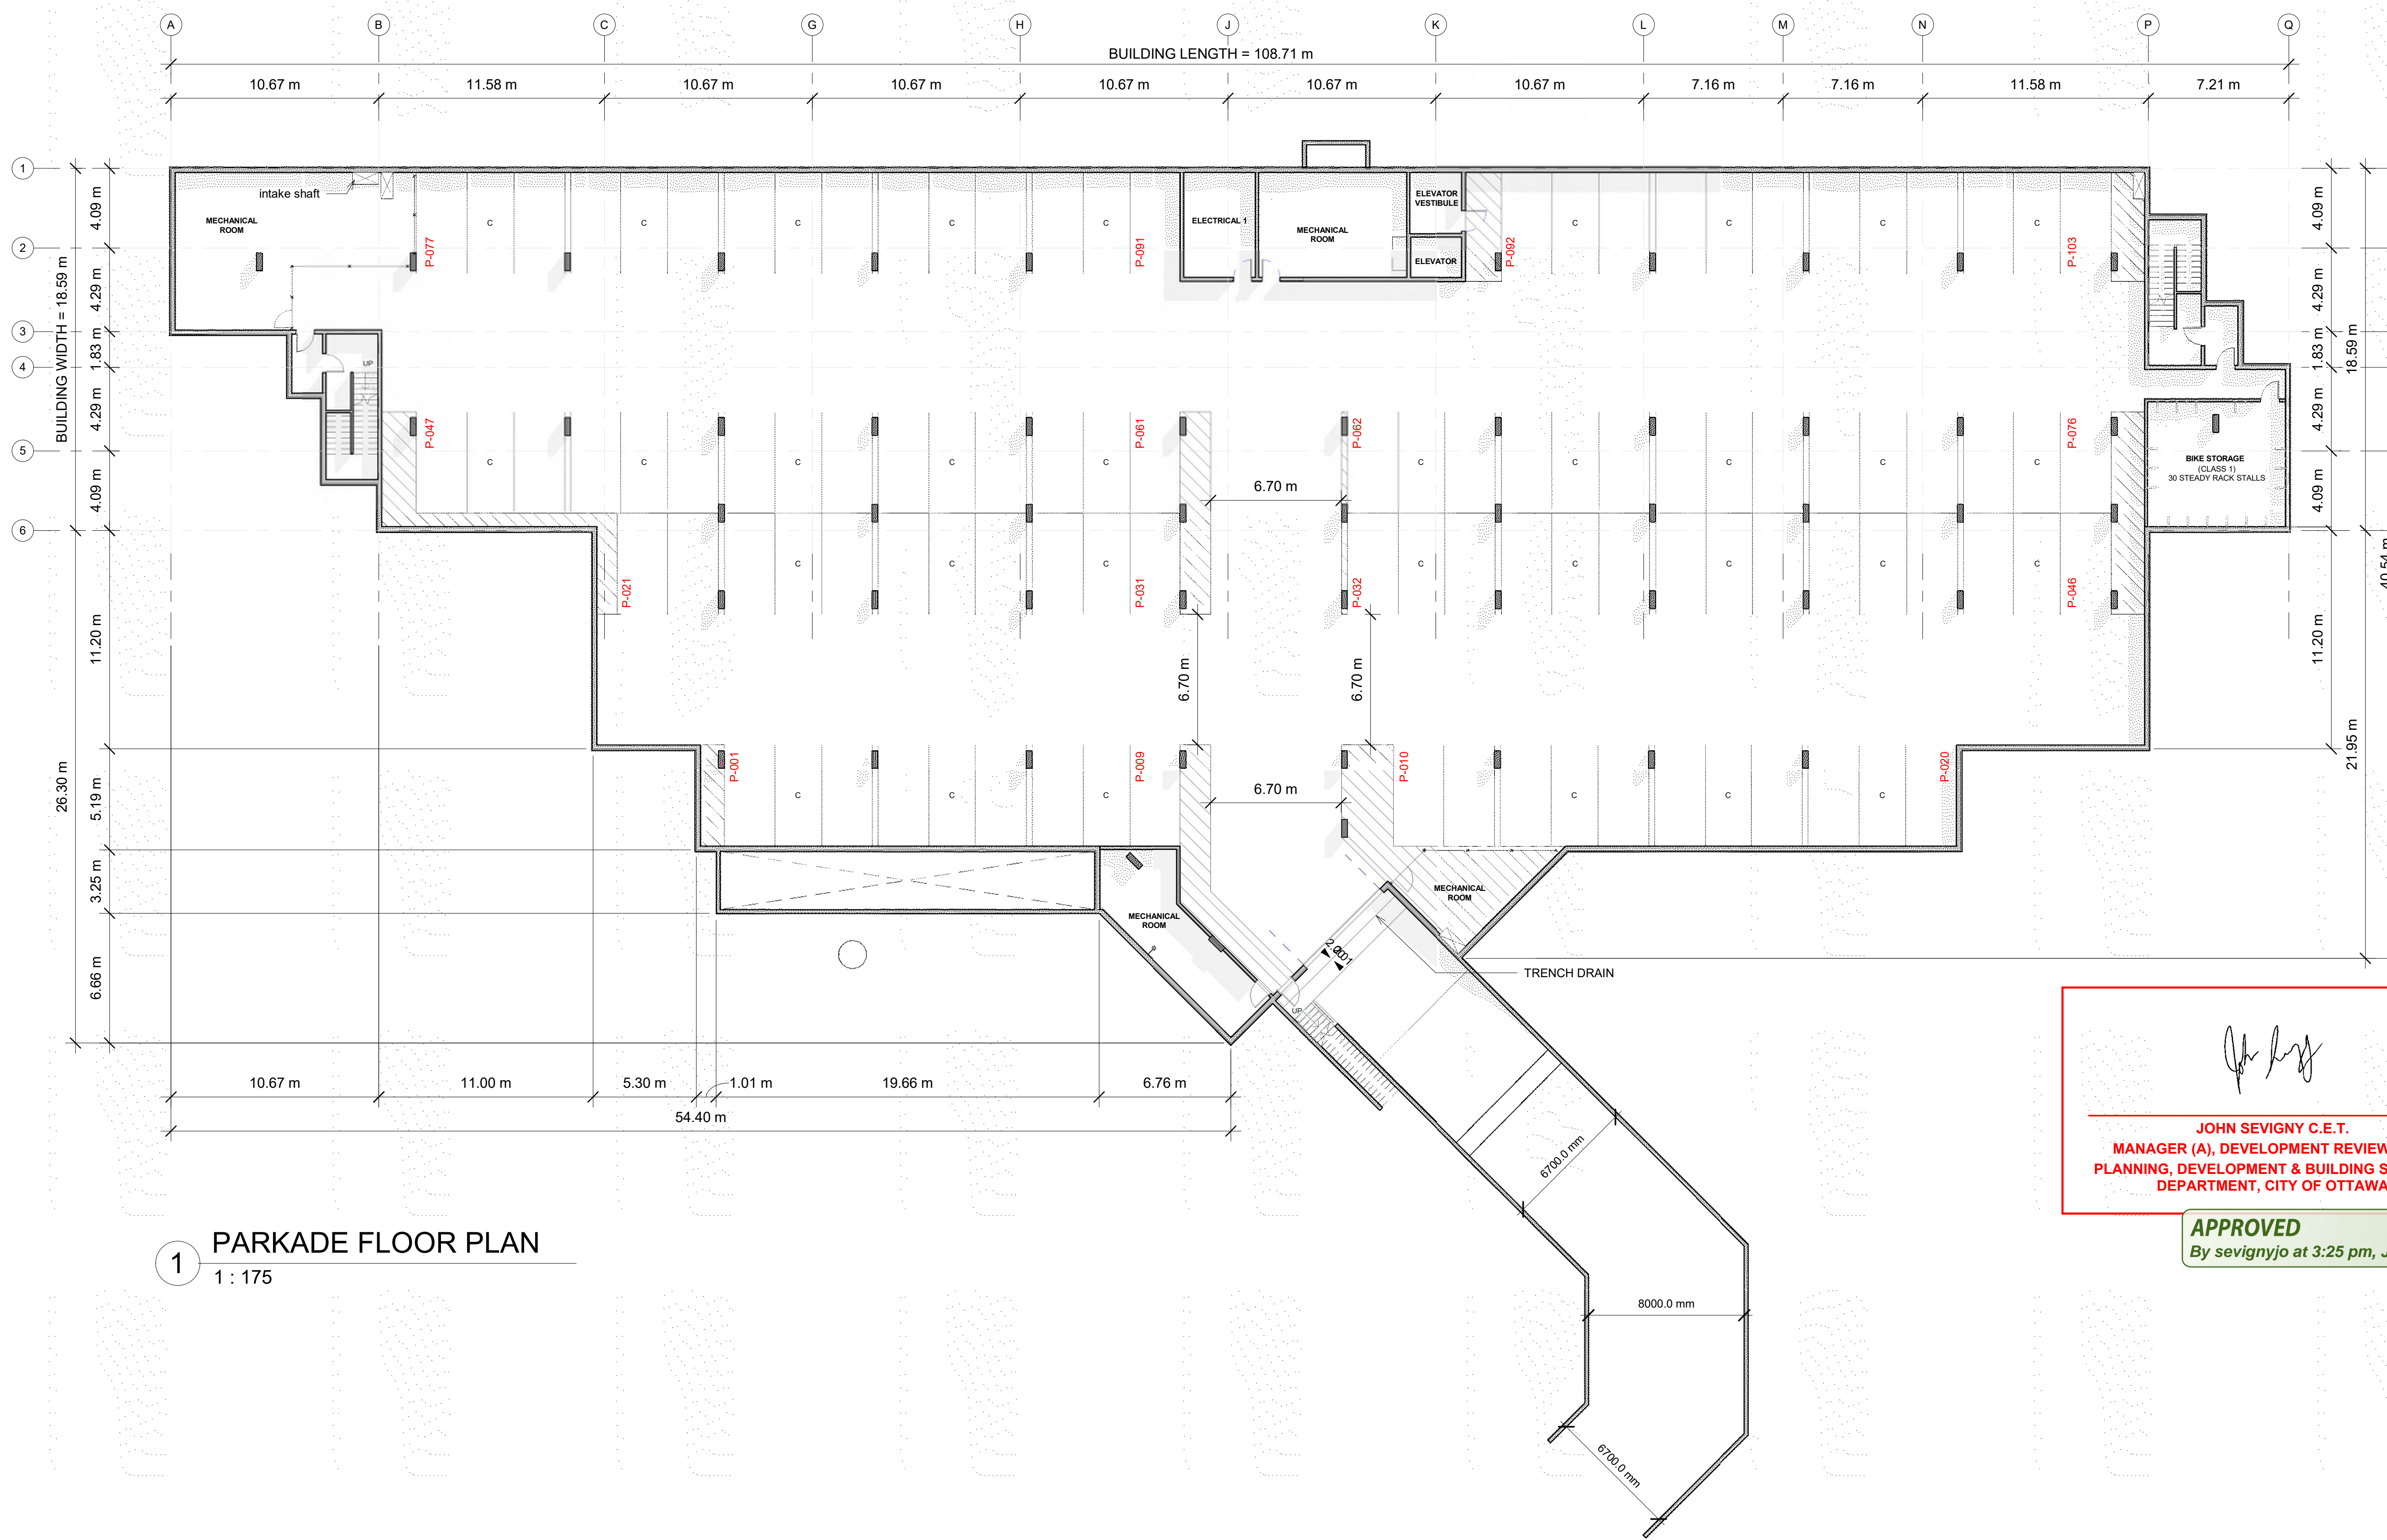 A B C G H J K L M N P Q
BUILDING LENGTH = 108.71 m
10.67 m 11.58 m 10.67 m 10.67 m 10.67 m 10.67 m 10.67 m 7.16 m 7.16 m 11.58 m 7.21 m
1
2
3
4
5
6
BUILDING WIDTH = 18.59 m
4.09 m
4.29 m
1.83 m
4.29 m
4.09 m
11.20 m
26.30 m
5.19 m
3.25 m
6.66 m
intake shaft
MECHANICAL
ROOM
UP
C C C C C
P-077
P-091
ELECTRICAL 1
MECHANICAL
ROOM
ELEVATOR
VESTIBULE
ELEVATOR
P-092
C C C C
P-103
P-047
C C C C C
P-061
P-062
C C C C C
P-076
6.70 m
BIKE STORAGE
(CLASS 1)
30 STEADY RACK STALLS
P-021
C C C
P-031
P-032
C C C C C
P-046
6.70 m
6.70 m
P-001
C C C
P-009
6.70 m
P-010
C C C
P-020
MECHANICAL
ROOM
MECHANICAL
ROOM
UP
TRENCH DRAIN
4.09 m
4.29 m
1.83 m
18.59 m
4.29 m
4.09 m
11.20 m
21.95 m
40.54 m
10.67 m 11.00 m 5.30 m 1.01 m 19.66 m 6.76 m
54.40 m
6700.0 mm
8000.0 mm
6700.0 mm
1
PARKADE FLOOR PLAN
1 : 175
JOHN SEVIGNY C.E.T.
MANAGER (A), DEVELOPMENT REVIEW
PLANNING, DEVELOPMENT & BUILDING S
DEPARTMENT, CITY OF OTTAWA
APPROVED
By sevignyjo at 3:25 pm, J